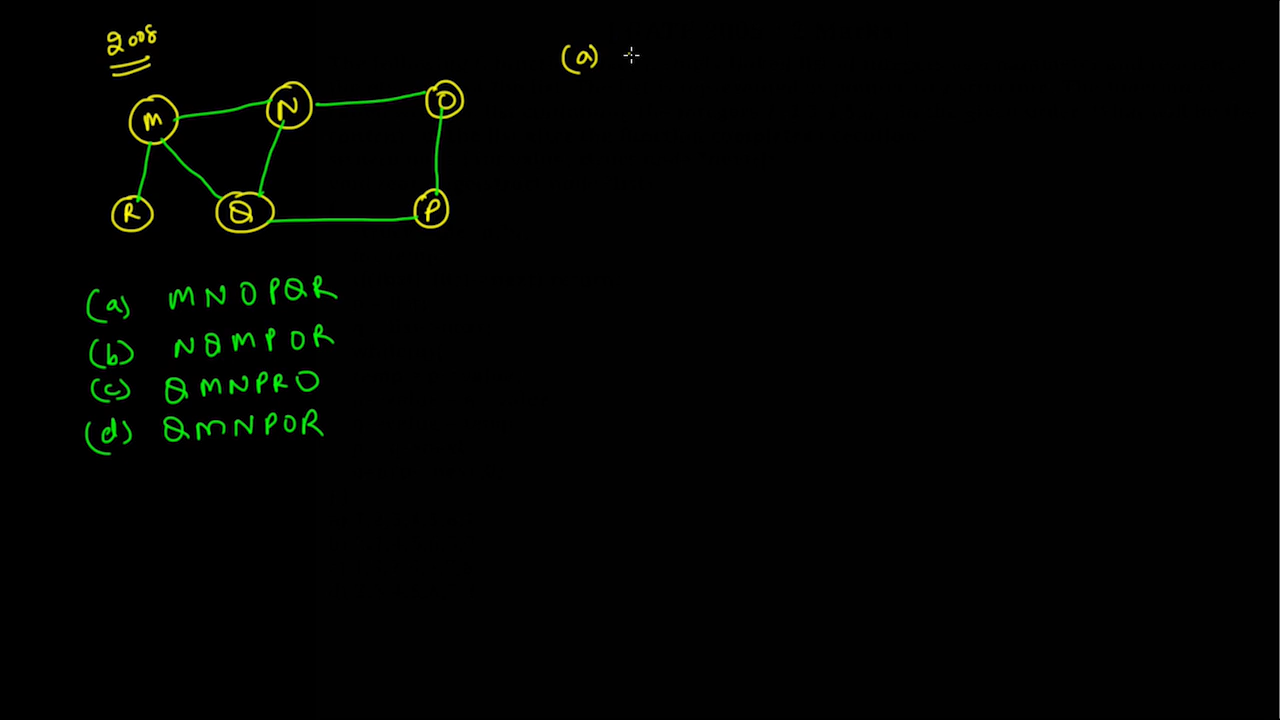 2008
(a)
M
N
O
R
Q
P
(a) MNOPQR
(b) NQMPOR
(c) QMNPRO
(d) QMNPOR